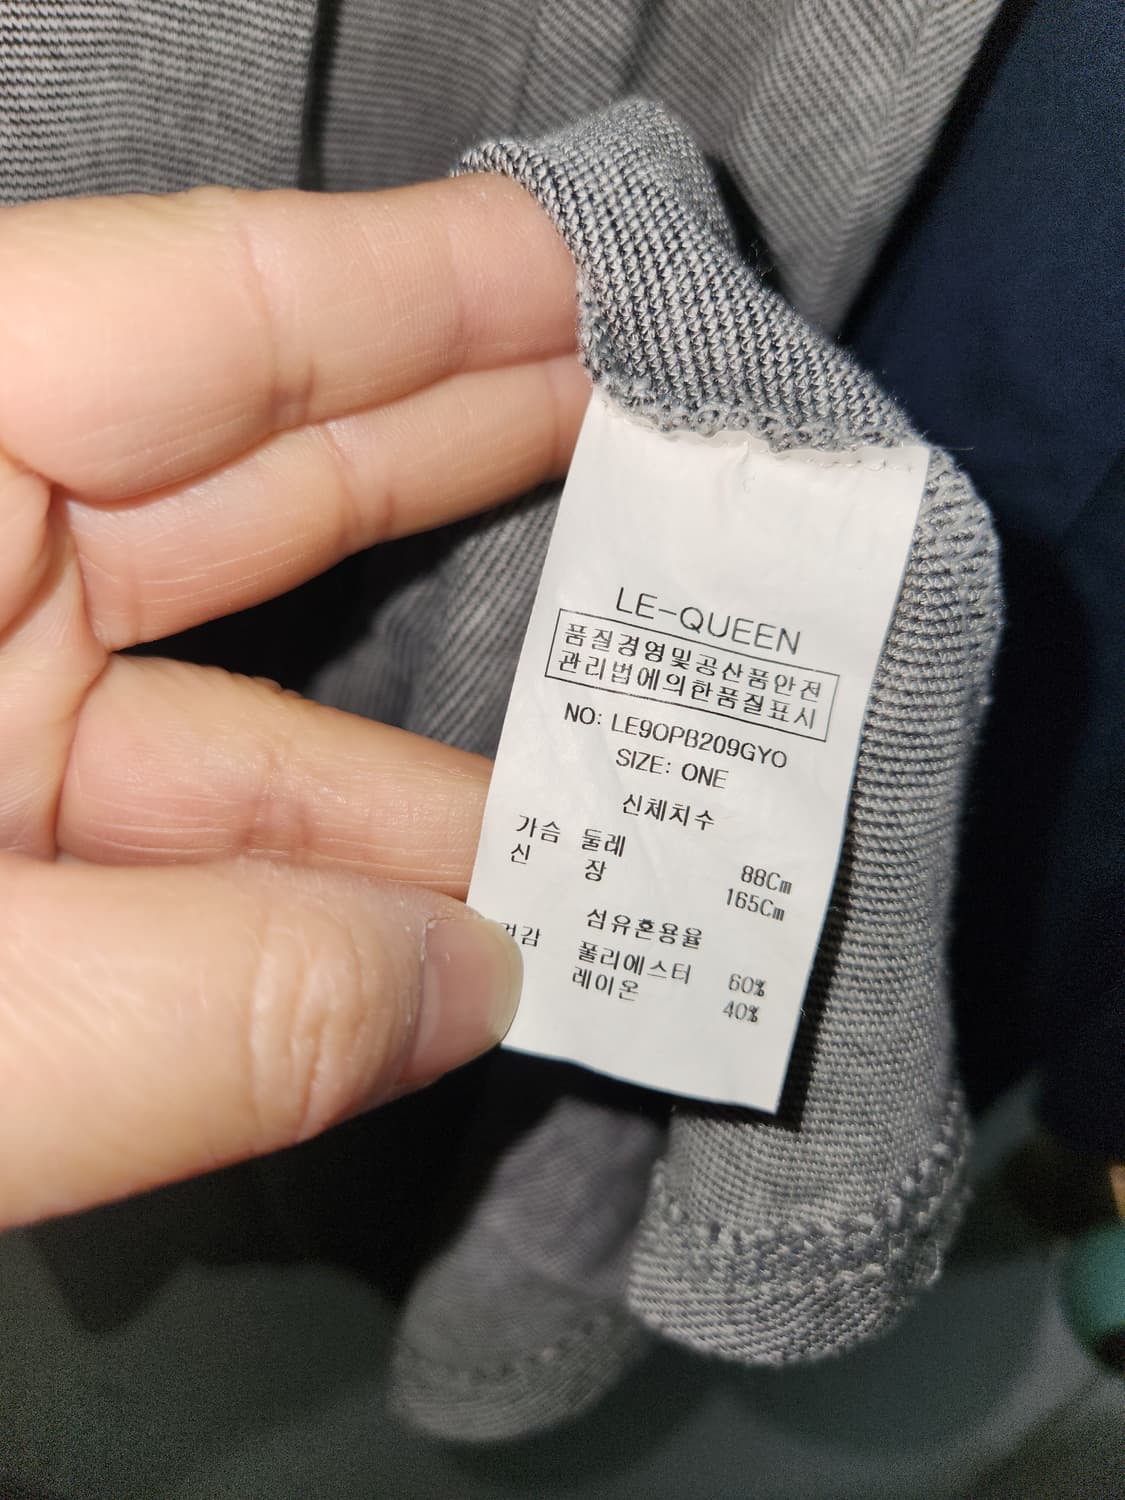 LE-QUEEN
품질경영및공산품안전
관리법에의한품질표시
NO: LE9OPB209GYO
SIZE: ONE
신체치수
가슴 둘레 88Cm
신 장 165Cm
섬유혼용율
폴리에스터 60%
레이온 40%